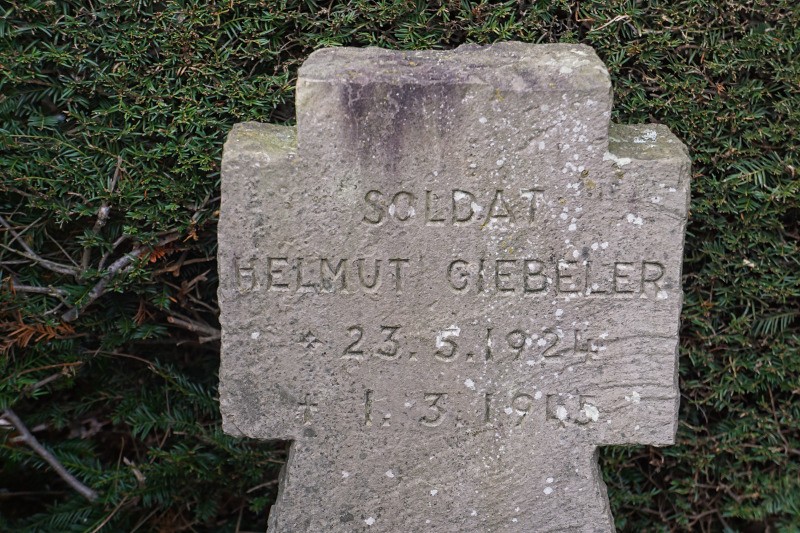 SOLDAT
HELMUT GIEBELER
* 23.5.1924
+ 1.3.1945